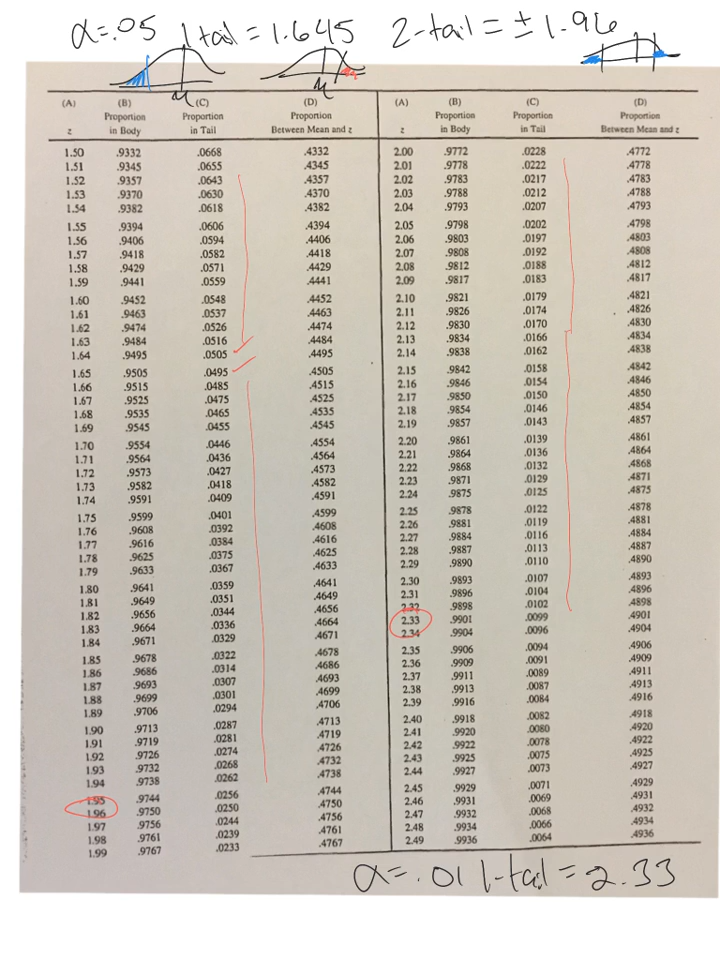 α=.05 1 tail = 1.645 2-tail = ±1.96
μ μ
(A) (B) (C) (D) (A) (B) (C) (D)
Proportion Proportion Proportion Proportion Proportion Proportion
z in Body in Tail Between Mean and z z in Body in Tail Between Mean and z
1.50 .9332 .0668 .4332 2.00 .9772 .0228 .4772
1.51 .9345 .0655 .4345 2.01 .9778 .0222 .4778
1.52 .9357 .0643 .4357 2.02 .9783 .0217 .4783
1.53 .9370 .0630 .4370 2.03 .9788 .0212 .4788
1.54 .9382 .0618 .4382 2.04 .9793 .0207 .4793
1.55 .9394 .0606 .4394 2.05 .9798 .0202 .4798
1.56 .9406 .0594 .4406 2.06 .9803 .0197 .4803
1.57 .9418 .0582 .4418 2.07 .9808 .0192 .4808
1.58 .9429 .0571 .4429 2.08 .9812 .0188 .4812
1.59 .9441 .0559 .4441 2.09 .9817 .0183 .4817
1.60 .9452 .0548 .4452 2.10 .9821 .0179 .4821
1.61 .9463 .0537 .4463 2.11 .9826 .0174 .4826
1.62 .9474 .0526 .4474 2.12 .9830 .0170 .4830
1.63 .9484 .0516 .4484 2.13 .9834 .0166 .4834
1.64 .9495 .0505 .4495 2.14 .9838 .0162 .4838
1.65 .9505 .0495 .4505 2.15 .9842 .0158 .4842
1.66 .9515 .0485 .4515 2.16 .9846 .0154 .4846
1.67 .9525 .0475 .4525 2.17 .9850 .0150 .4850
1.68 .9535 .0465 .4535 2.18 .9854 .0146 .4854
1.69 .9545 .0455 .4545 2.19 .9857 .0143 .4857
1.70 .9554 .0446 .4554 2.20 .9861 .0139 .4861
1.71 .9564 .0436 .4564 2.21 .9864 .0136 .4864
1.72 .9573 .0427 .4573 2.22 .9868 .0132 .4868
1.73 .9582 .0418 .4582 2.23 .9871 .0129 .4871
1.74 .9591 .0409 .4591 2.24 .9875 .0125 .4875
1.75 .9599 .0401 .4599 2.25 .9878 .0122 .4878
1.76 .9608 .0392 .4608 2.26 .9881 .0119 .4881
1.77 .9616 .0384 .4616 2.27 .9884 .0116 .4884
1.78 .9625 .0375 .4625 2.28 .9887 .0113 .4887
1.79 .9633 .0367 .4633 2.29 .9890 .0110 .4890
1.80 .9641 .0359 .4641 2.30 .9893 .0107 .4893
1.81 .9649 .0351 .4649 2.31 .9896 .0104 .4896
1.82 .9656 .0344 .4656 2.32 .9898 .0102 .4898
1.83 .9664 .0336 .4664 2.33 .9901 .0099 .4901
1.84 .9671 .0329 .4671 2.34 .9904 .0096 .4904
1.85 .9678 .0322 .4678 2.35 .9906 .0094 .4906
1.86 .9686 .0314 .4686 2.36 .9909 .0091 .4909
1.87 .9693 .0307 .4693 2.37 .9911 .0089 .4911
1.88 .9699 .0301 .4699 2.38 .9913 .0087 .4913
1.89 .9706 .0294 .4706 2.39 .9916 .0084 .4916
1.90 .9713 .0287 .4713 2.40 .9918 .0082 .4918
1.91 .9719 .0281 .4719 2.41 .9920 .0080 .4920
1.92 .9726 .0274 .4726 2.42 .9922 .0078 .4922
1.93 .9732 .0268 .4732 2.43 .9925 .0075 .4925
1.94 .9738 .0262 .4738 2.44 .9927 .0073 .4927
1.95 .9744 .0256 .4744 2.45 .9929 .0071 .4929
1.96 .9750 .0250 .4750 2.46 .9931 .0069 .4931
1.97 .9756 .0244 .4756 2.47 .9932 .0068 .4932
1.98 .9761 .0239 .4761 2.48 .9934 .0066 .4934
1.99 .9767 .0233 .4767 2.49 .9936 .0064 .4936
α=.01 1-tail = 2.33